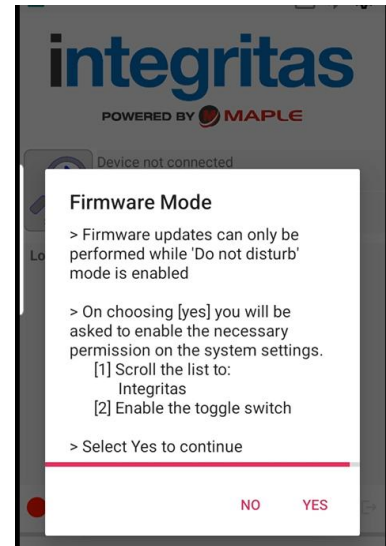 integritas
POWERED BY MAPLE
Device not connected
Firmware Mode
> Firmware updates can only be
performed while 'Do not disturb'
mode is enabled
Lo
> On choosing [yes] you will be
asked to enable the necessary
permission on the system settings.
[1] Scroll the list to:
Integritas
[2] Enable the toggle switch
> Select Yes to continue
NO YES